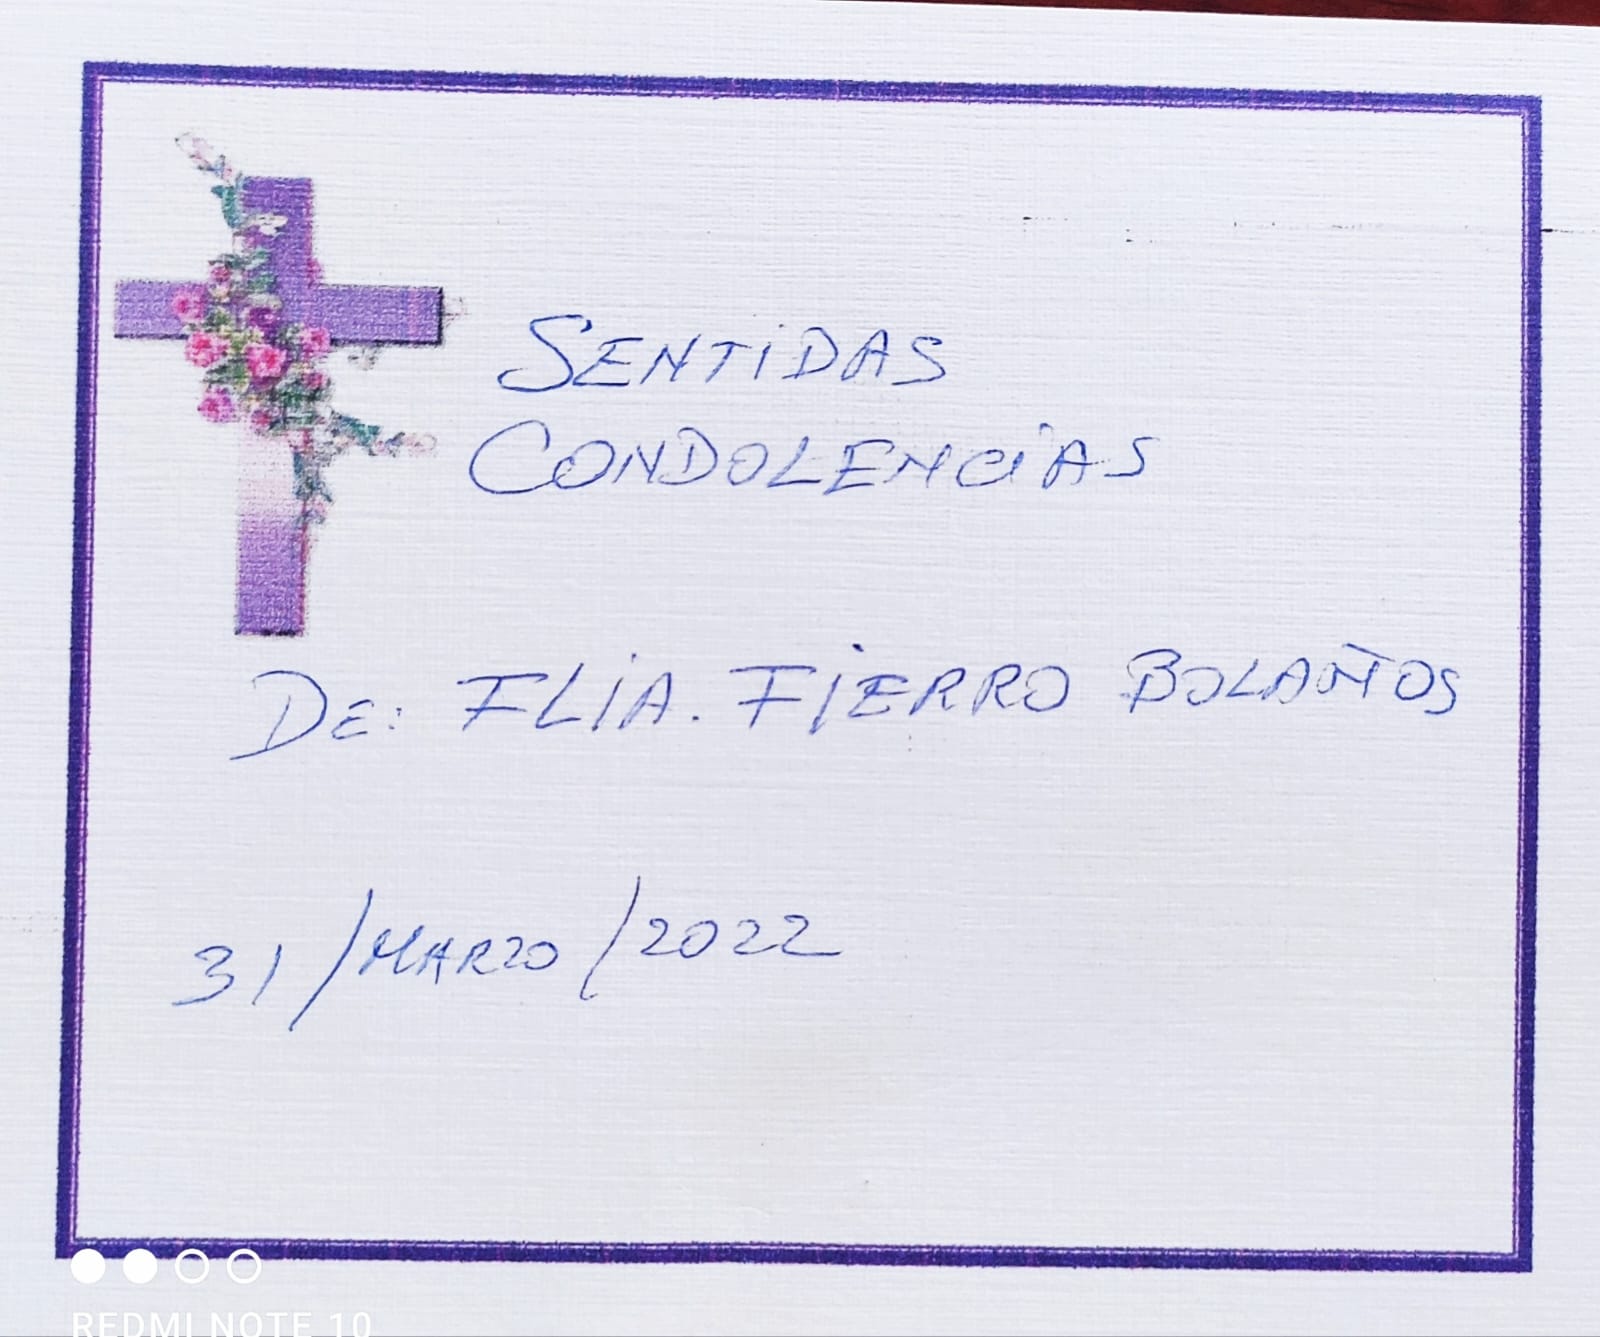 SENTIDAS
CONDOLENCIAS
DE: FLIA. FIERRO BOLAÑOS
31/MARZO/2022
REDMI NOTE 10